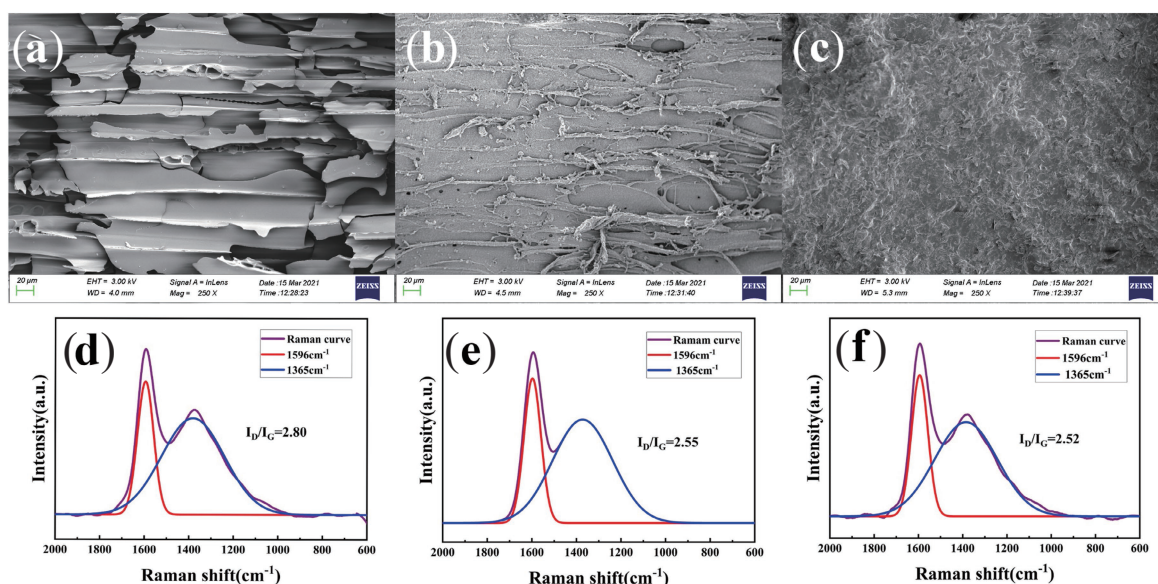 (a)
20 µm
EHT = 3.00 kV
WD = 4.0 mm
Signal A = InLens
Mag = 250 X
Date :15 Mar 2021
Time :12:28:23
ZEISS
(b)
20 µm
EHT = 3.00 kV
WD = 4.5 mm
Signal A = InLens
Mag = 250 X
Date :15 Mar 2021
Time :12:31:40
ZEISS
(c)
20 µm
EHT = 3.00 kV
WD = 5.3 mm
Signal A = InLens
Mag = 250 X
Date :15 Mar 2021
Time :12:39:37
ZEISS
(d)
Raman curve
1596cm⁻¹
1365cm⁻¹
I_D/I_G=2.80
Intensity(a.u.)
2000 1800 1600 1400 1200 1000 800 600
Raman shift(cm⁻¹)
(e)
Ramam curve
1596cm⁻¹
1365cm⁻¹
I_D/I_G=2.55
Intensity(a.u.)
2000 1800 1600 1400 1200 1000 800 600
Raman shift(cm⁻¹)
(f)
Raman curve
1596cm⁻¹
1365cm⁻¹
I_D/I_G=2.52
Intensity(a.u.)
2000 1800 1600 1400 1200 1000 800 600
Raman shift(cm⁻¹)